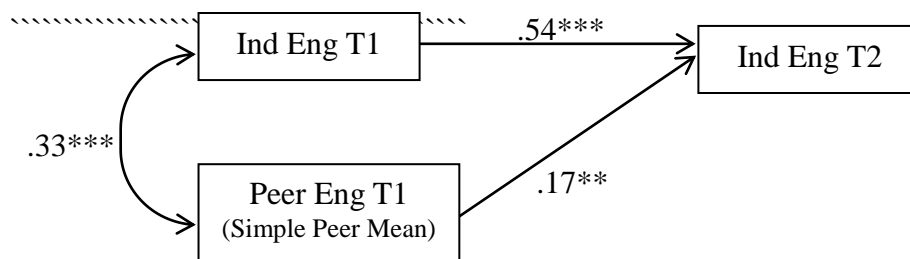 Ind Eng T1
.54***
Ind Eng T2
.33***
Peer Eng T1
(Simple Peer Mean)
.17**